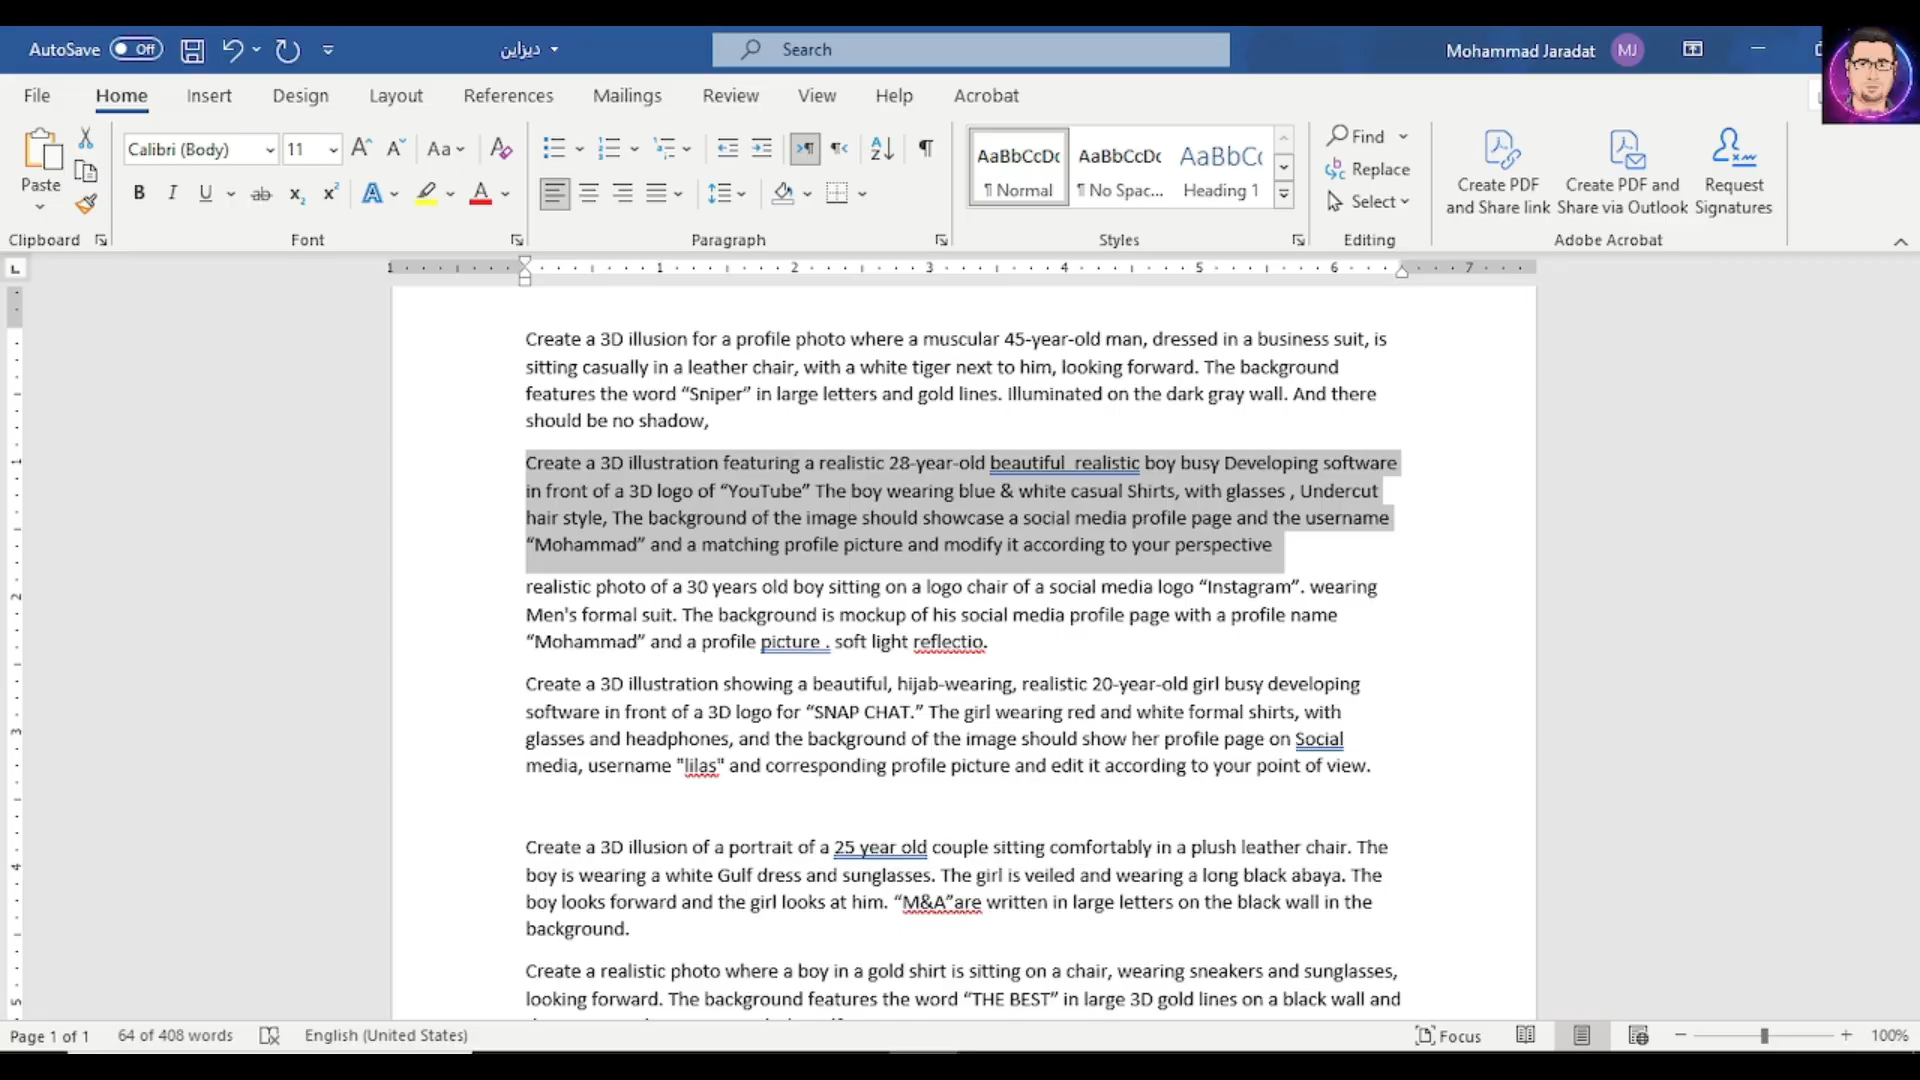 AutoSave Off ديزاين Search Mohammad Jaradat MJ
File Home Insert Design Layout References Mailings Review View Help Acrobat
Paste
Clipboard
Calibri (Body) 11 Aa
B I U ab x₂ x² A A
Font
Paragraph
AaBbCcDc AaBbCcDc AaBbCc
¶ Normal ¶ No Spac... Heading 1
Styles
Find
Replace
Select
Editing
Create PDF and Share link
Create PDF and Share via Outlook
Request Signatures
Adobe Acrobat
1 1 2 3 4 5 6 7
Create a 3D illusion for a profile photo where a muscular 45-year-old man, dressed in a business suit, is
sitting casually in a leather chair, with a white tiger next to him, looking forward. The background
features the word “Sniper” in large letters and gold lines. Illuminated on the dark gray wall. And there
should be no shadow,
Create a 3D illustration featuring a realistic 28-year-old beautiful  realistic boy busy Developing software
in front of a 3D logo of “YouTube” The boy wearing blue & white casual Shirts, with glasses , Undercut
hair style, The background of the image should showcase a social media profile page and the username
“Mohammad” and a matching profile picture and modify it according to your perspective
realistic photo of a 30 years old boy sitting on a logo chair of a social media logo “Instagram”. wearing
Men's formal suit. The background is mockup of his social media profile page with a profile name
“Mohammad” and a profile picture . soft light reflectio.
Create a 3D illustration showing a beautiful, hijab-wearing, realistic 20-year-old girl busy developing
software in front of a 3D logo for “SNAP CHAT.” The girl wearing red and white formal shirts, with
glasses and headphones, and the background of the image should show her profile page on Social
media, username "lilas" and corresponding profile picture and edit it according to your point of view.
Create a 3D illusion of a portrait of a 25 year old couple sitting comfortably in a plush leather chair. The
boy is wearing a white Gulf dress and sunglasses. The girl is veiled and wearing a long black abaya. The
boy looks forward and the girl looks at him. “M&A”are written in large letters on the black wall in the
background.
Create a realistic photo where a boy in a gold shirt is sitting on a chair, wearing sneakers and sunglasses,
looking forward. The background features the word “THE BEST” in large 3D gold lines on a black wall and
Page 1 of 1 64 of 408 words English (United States) Focus 100%